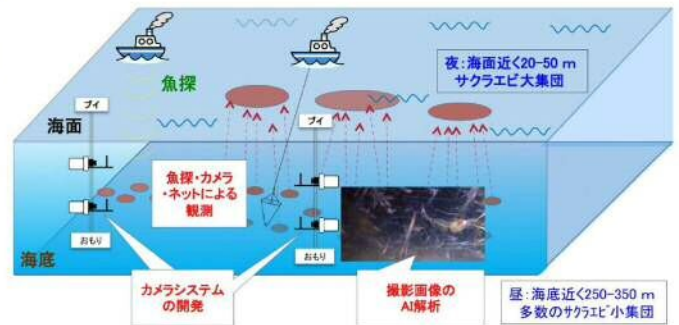 魚探
夜:海面近く20-50 m
サクラエビ大集団
ブイ
海面
ブイ
魚探・カメラ
・ネットによる
観測
おもり
海底
おもり
カメラシステム
の開発
撮影画像の
AI解析
昼:海底近く250-350 m
多数のサクラエビ小集団